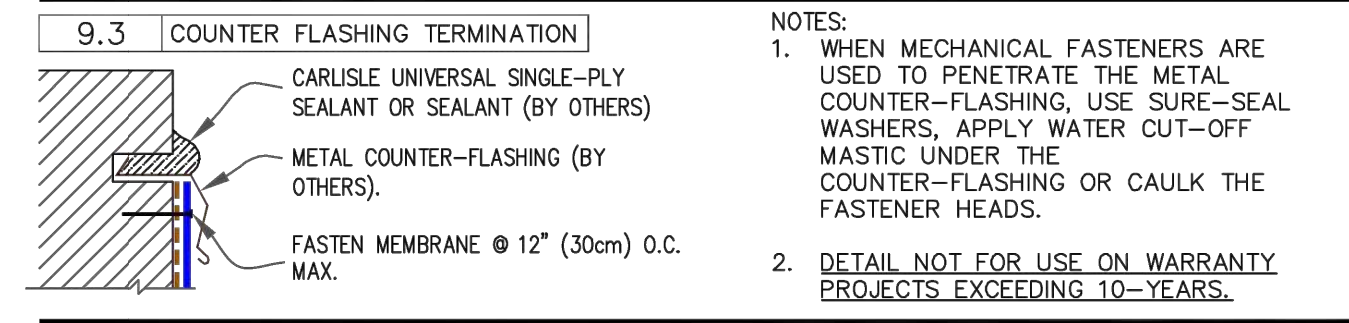 9.3 COUNTER FLASHING TERMINATION
CARLISLE UNIVERSAL SINGLE-PLY
SEALANT OR SEALANT (BY OTHERS)
METAL COUNTER-FLASHING (BY
OTHERS).
FASTEN MEMBRANE @ 12" (30cm) O.C.
MAX.
NOTES:
1. WHEN MECHANICAL FASTENERS ARE
USED TO PENETRATE THE METAL
COUNTER-FLASHING, USE SURE-SEAL
WASHERS, APPLY WATER CUT-OFF
MASTIC UNDER THE
COUNTER-FLASHING OR CAULK THE
FASTENER HEADS.
2. DETAIL NOT FOR USE ON WARRANTY
PROJECTS EXCEEDING 10-YEARS.